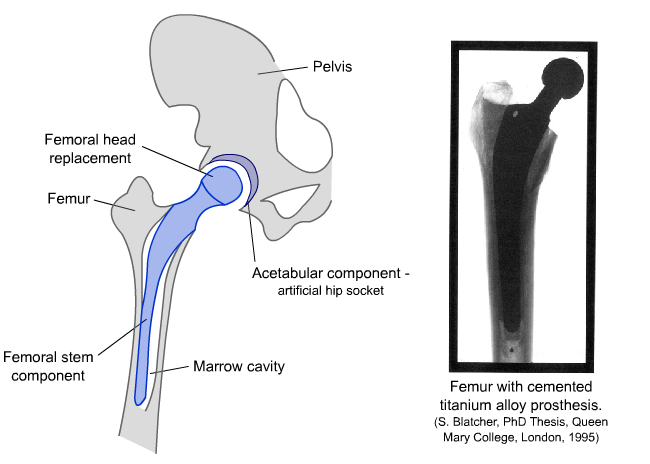 Pelvis
Femoral head
replacement
Femur
Acetabular component -
artificial hip socket
Femoral stem
component
Marrow cavity
Femur with cemented
titanium alloy prosthesis.
(S. Blatcher, PhD Thesis, Queen
Mary College, London, 1995)